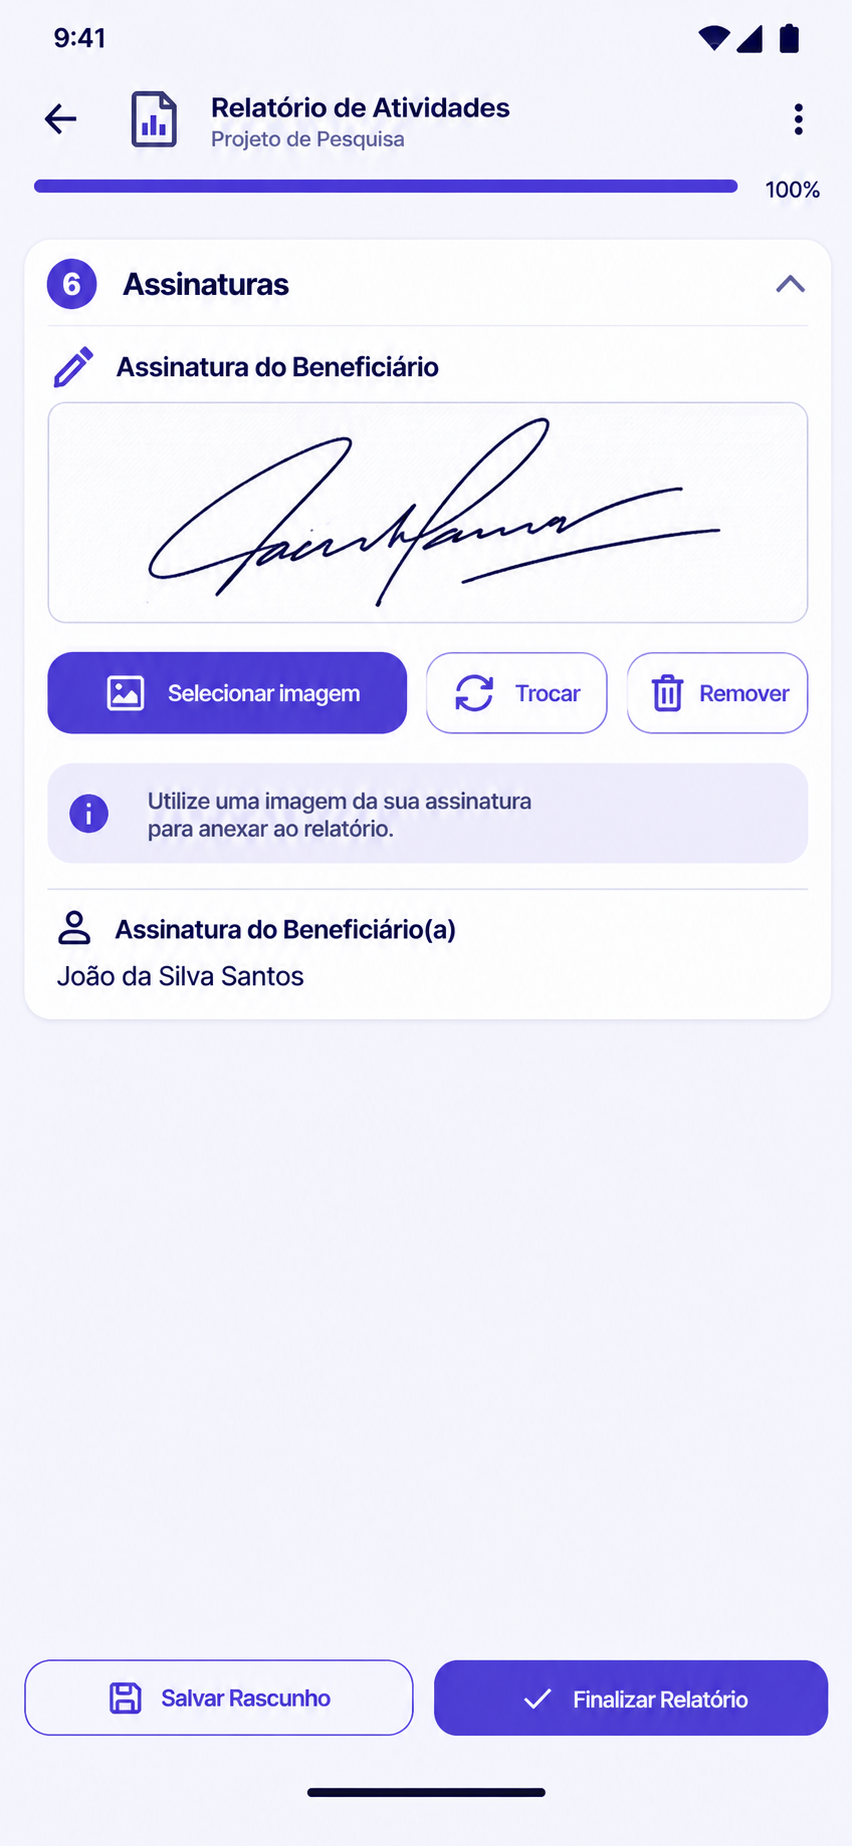 9:41
Relatório de Atividades
Projeto de Pesquisa
100%
6 Assinaturas
Assinatura do Beneficiário
Selecionar imagem
Trocar
Remover
Utilize uma imagem da sua assinatura
para anexar ao relatório.
Assinatura do Beneficiário(a)
João da Silva Santos
Salvar Rascunho
Finalizar Relatório